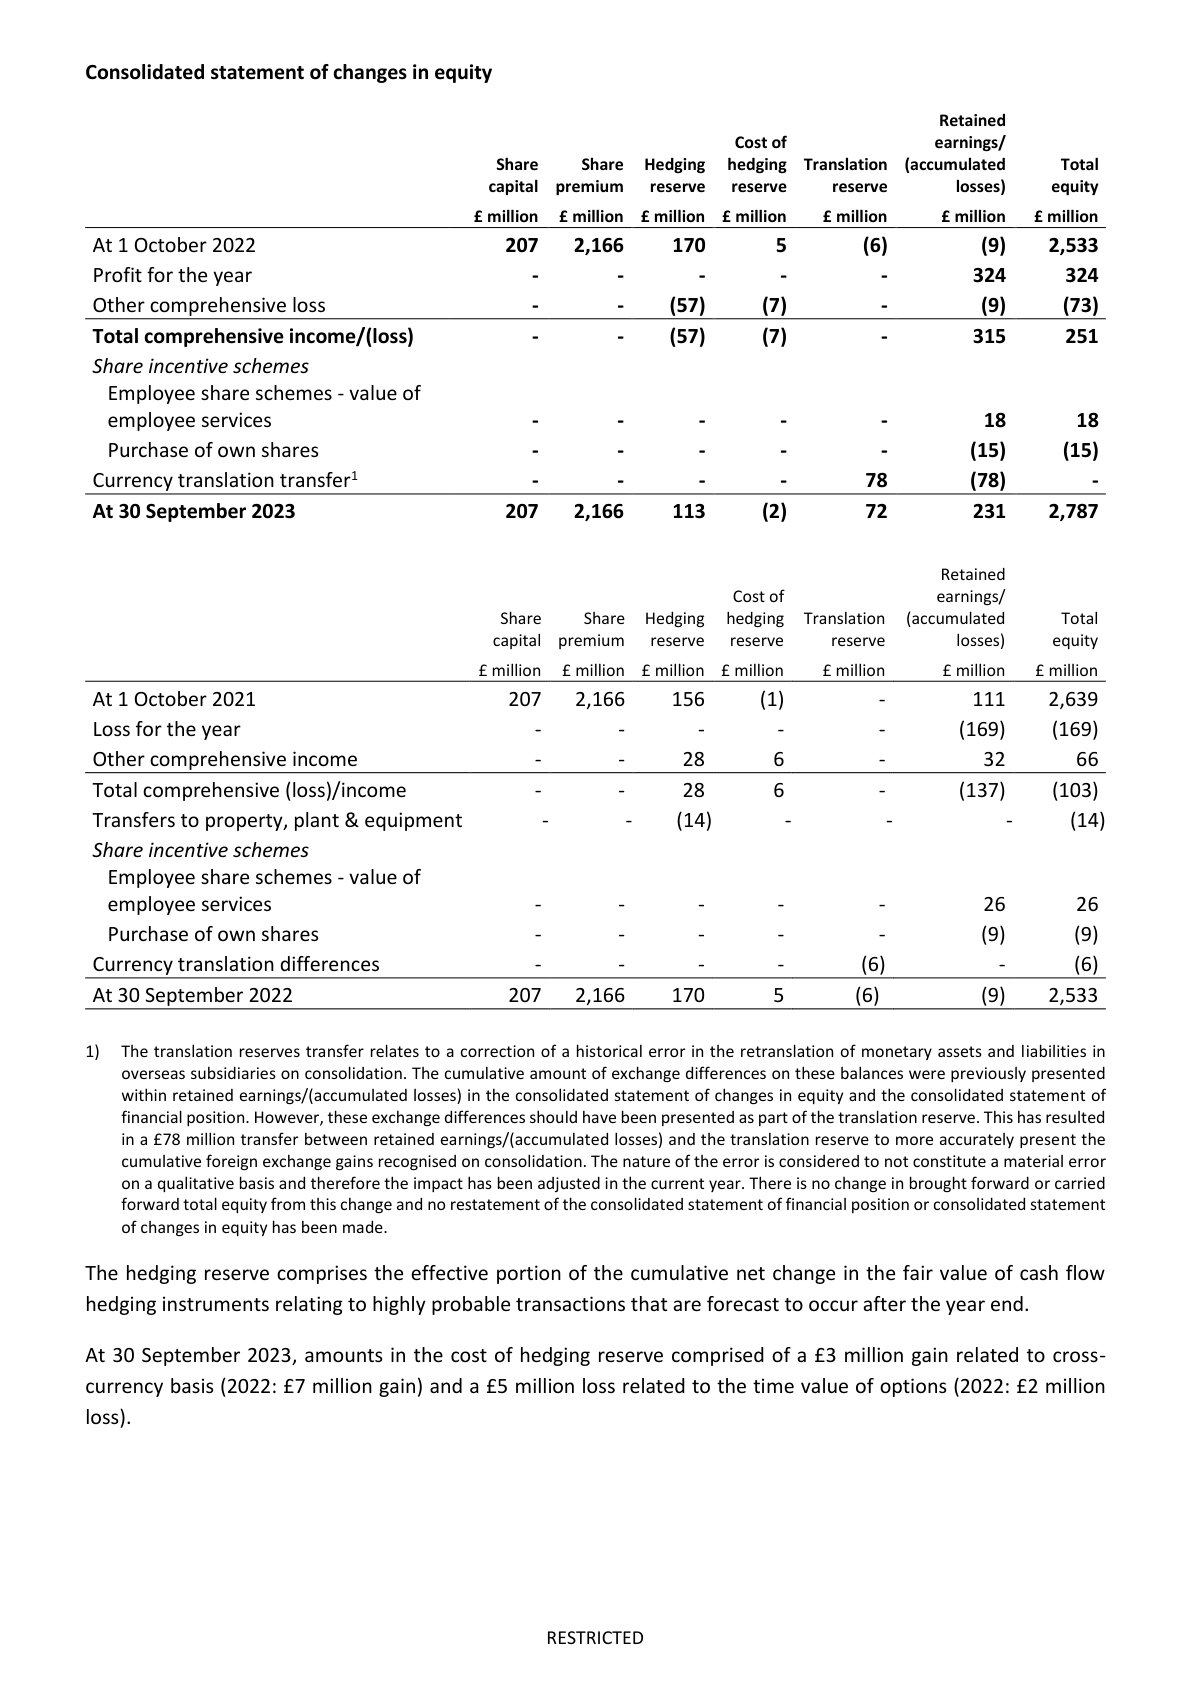 Consolidated statement of changes in equity
Retained
earnings/
Cost of
(accumulated
Share Share Hedging hedging Translation losses) Total
capital premium reserve reserve reserve equity
£ million £ million £ million £ million £ million £ million £ million
At 1 October 2022 207 2,166 170 5 (6) (9) 2,533
Profit for the year - - - - - 324 324
Other comprehensive loss - - (57) (7) - (9) (73)
Total comprehensive income/(loss) - - (57) (7) - 315 251
Share incentive schemes
Employee share schemes - value of
employee services - - - - - 18 18
Purchase of own shares - - - - - (15) (15)
Currency translation transfer1 - - - - 78 (78) -
At 30 September 2023 207 2,166 113 (2) 72 231 2,787
Retained
earnings/
Cost of
(accumulated
Share Share Hedging hedging Translation losses) Total
capital premium reserve reserve reserve equity
£ million £ million £ million £ million £ million £ million £ million
At 1 October 2021 207 2,166 156 (1) - 111 2,639
Loss for the year - - - - - (169) (169)
Other comprehensive income - - 28 6 - 32 66
Total comprehensive (loss)/income - - 28 6 - (137) (103)
Transfers to property, plant & equipment - - (14) - - - (14)
Share incentive schemes
Employee share schemes - value of
employee services - - - - - 26 26
Purchase of own shares - - - - - (9) (9)
Currency translation differences - - - - (6) - (6)
At 30 September 2022 207 2,166 170 5 (6) (9) 2,533
1) The translation reserves transfer relates to a correction of a historical error in the retranslation of monetary assets and liabilities in
overseas subsidiaries on consolidation. The cumulative amount of exchange differences on these balances were previously presented
within retained earnings/(accumulated losses) in the consolidated statement of changes in equity and the consolidated statement of
financial position. However, these exchange differences should have been presented as part of the translation reserve. This has resulted
in a £78 million transfer between retained earnings/(accumulated losses) and the translation reserve to more accurately present the
cumulative foreign exchange gains recognised on consolidation. The nature of the error is considered to not constitute a material error
on a qualitative basis and therefore the impact has been adjusted in the current year. There is no change in brought forward or carried
forward total equity from this change and no restatement of the consolidated statement of financial position or consolidated statement
of changes in equity has been made.
The hedging reserve comprises the effective portion of the cumulative net change in the fair value of cash flow
hedging instruments relating to highly probable transactions that are forecast to occur after the year end.
At 30 September 2023, amounts in the cost of hedging reserve comprised of a £3 million gain related to cross-
currency basis (2022: £7 million gain) and a £5 million loss related to the time value of options (2022: £2 million
loss).
RESTRICTED